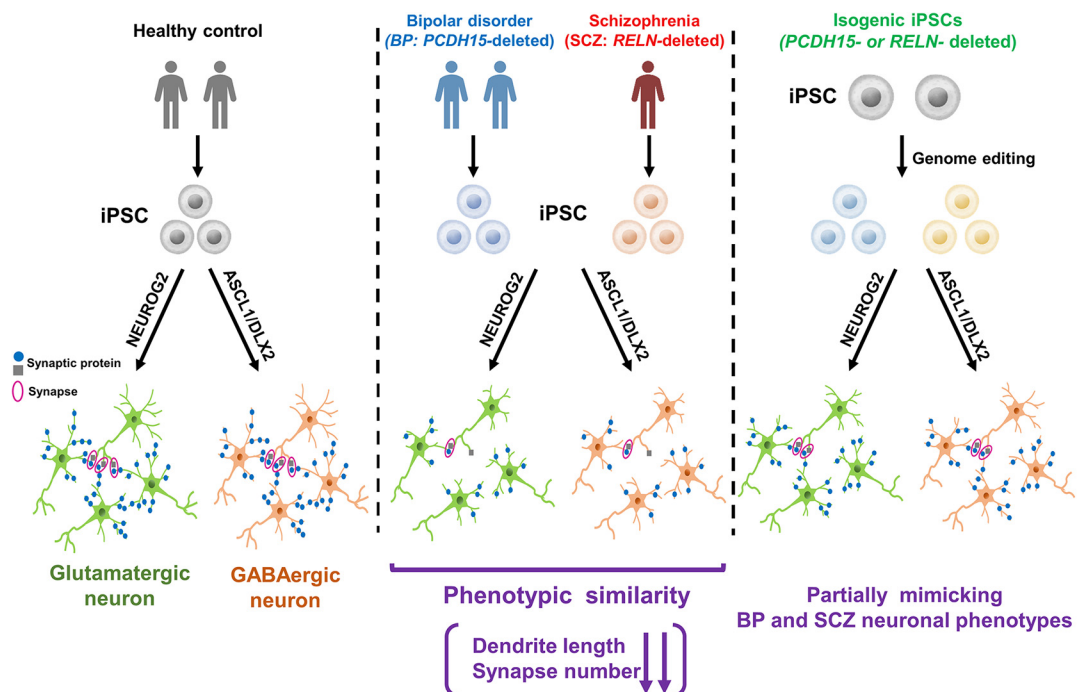 Healthy control
iPSC
NEUROG2
ASCL1/DLX2
Synaptic protein
Synapse
Glutamatergic
neuron
GABAergic
neuron
Bipolar disorder
(BP: PCDH15-deleted)
Schizophrenia
(SCZ: RELN-deleted)
iPSC
NEUROG2
ASCL1/DLX2
Phenotypic similarity
Dendrite length
Synapse number
Isogenic iPSCs
(PCDH15- or RELN- deleted)
iPSC
Genome editing
NEUROG2
ASCL1/DLX2
Partially mimicking
BP and SCZ neuronal phenotypes